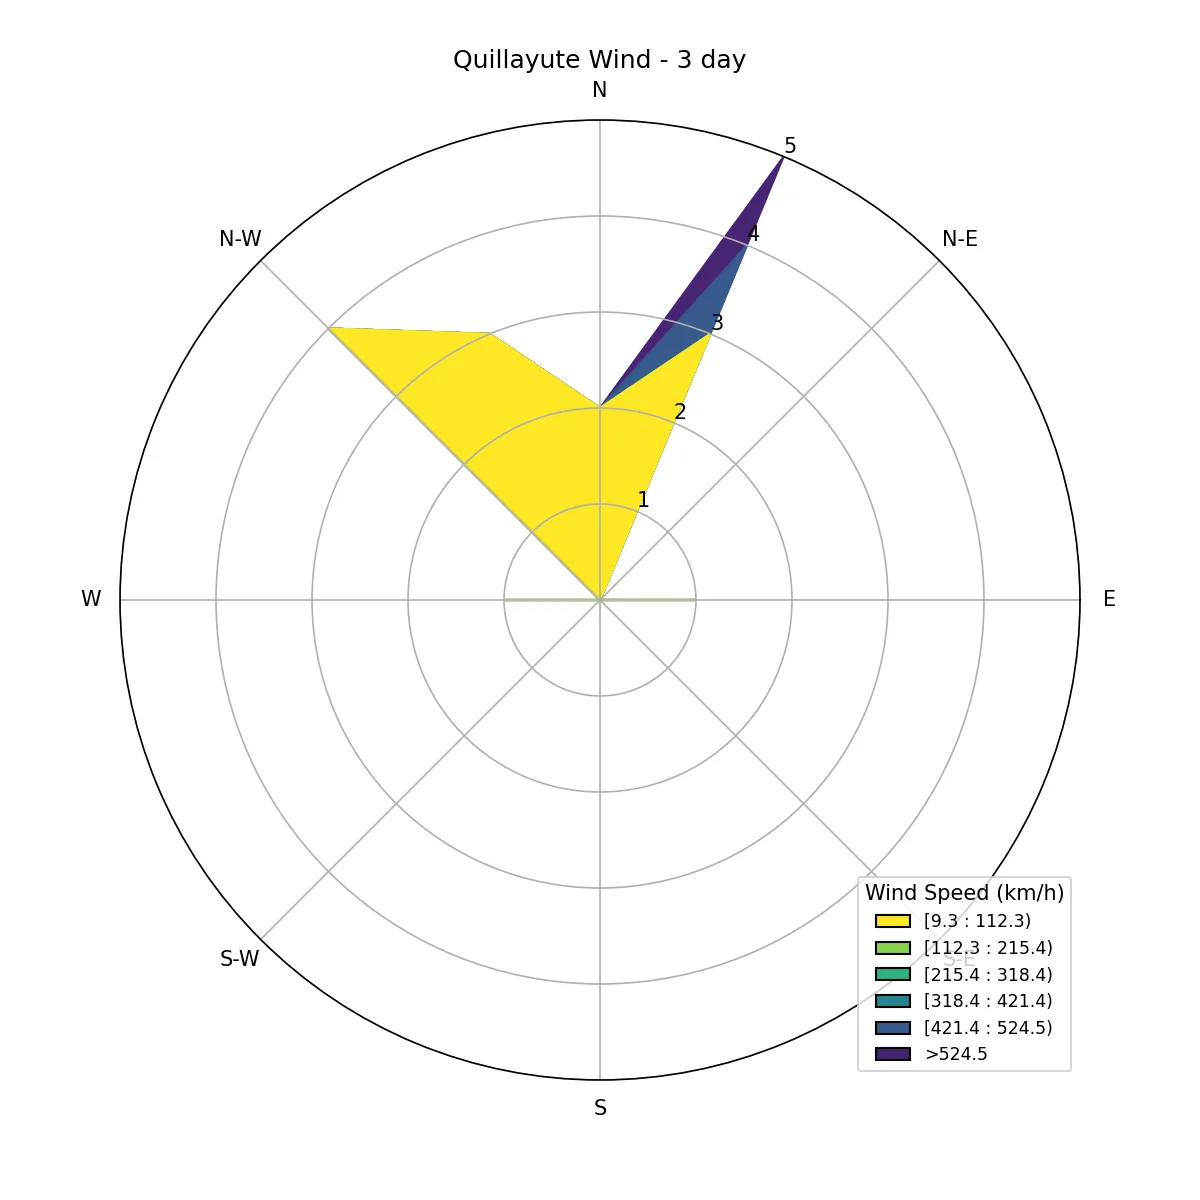 Quillayute Wind - 3 day
N
5
4
N-W
N-E
3
2
1
W
E
Wind Speed (km/h)
[9.3 : 112.3)
[112.3 : 215.4)
S-W
S-E
[215.4 : 318.4)
[318.4 : 421.4)
[421.4 : 524.5)
>524.5
S